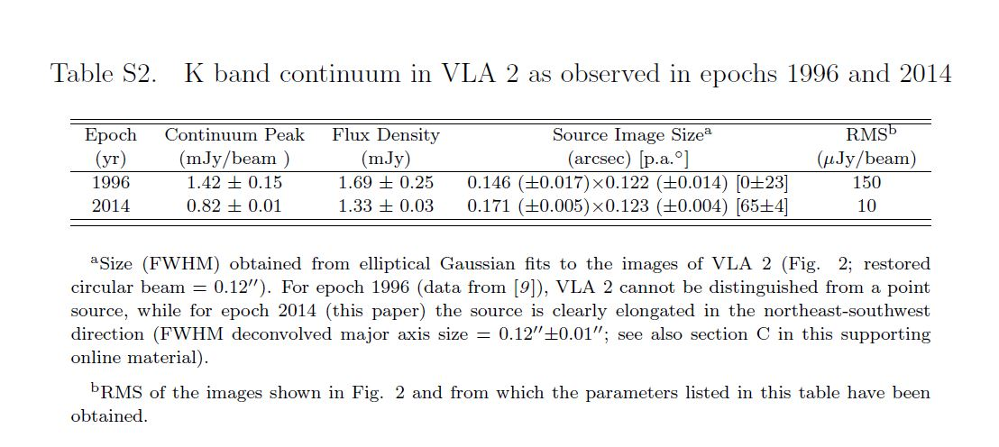 Table S2. K band continuum in VLA 2 as observed in epochs 1996 and 2014
Epoch Continuum Peak Flux Density Source Image Sizeᵃ RMSᵇ
(yr) (mJy/beam ) (mJy) (arcsec) [p.a.°] (μJy/beam)
1996 1.42 ± 0.15 1.69 ± 0.25 0.146 (±0.017)×0.122 (±0.014) [0±23] 150
2014 0.82 ± 0.01 1.33 ± 0.03 0.171 (±0.005)×0.123 (±0.004) [65±4] 10
ᵃSize (FWHM) obtained from elliptical Gaussian fits to the images of VLA 2 (Fig. 2; restored
circular beam = 0.12′′). For epoch 1996 (data from [9]), VLA 2 cannot be distinguished from a point
source, while for epoch 2014 (this paper) the source is clearly elongated in the northeast-southwest
direction (FWHM deconvolved major axis size = 0.12′′±0.01′′; see also section C in this supporting
online material).
ᵇRMS of the images shown in Fig. 2 and from which the parameters listed in this table have been
obtained.